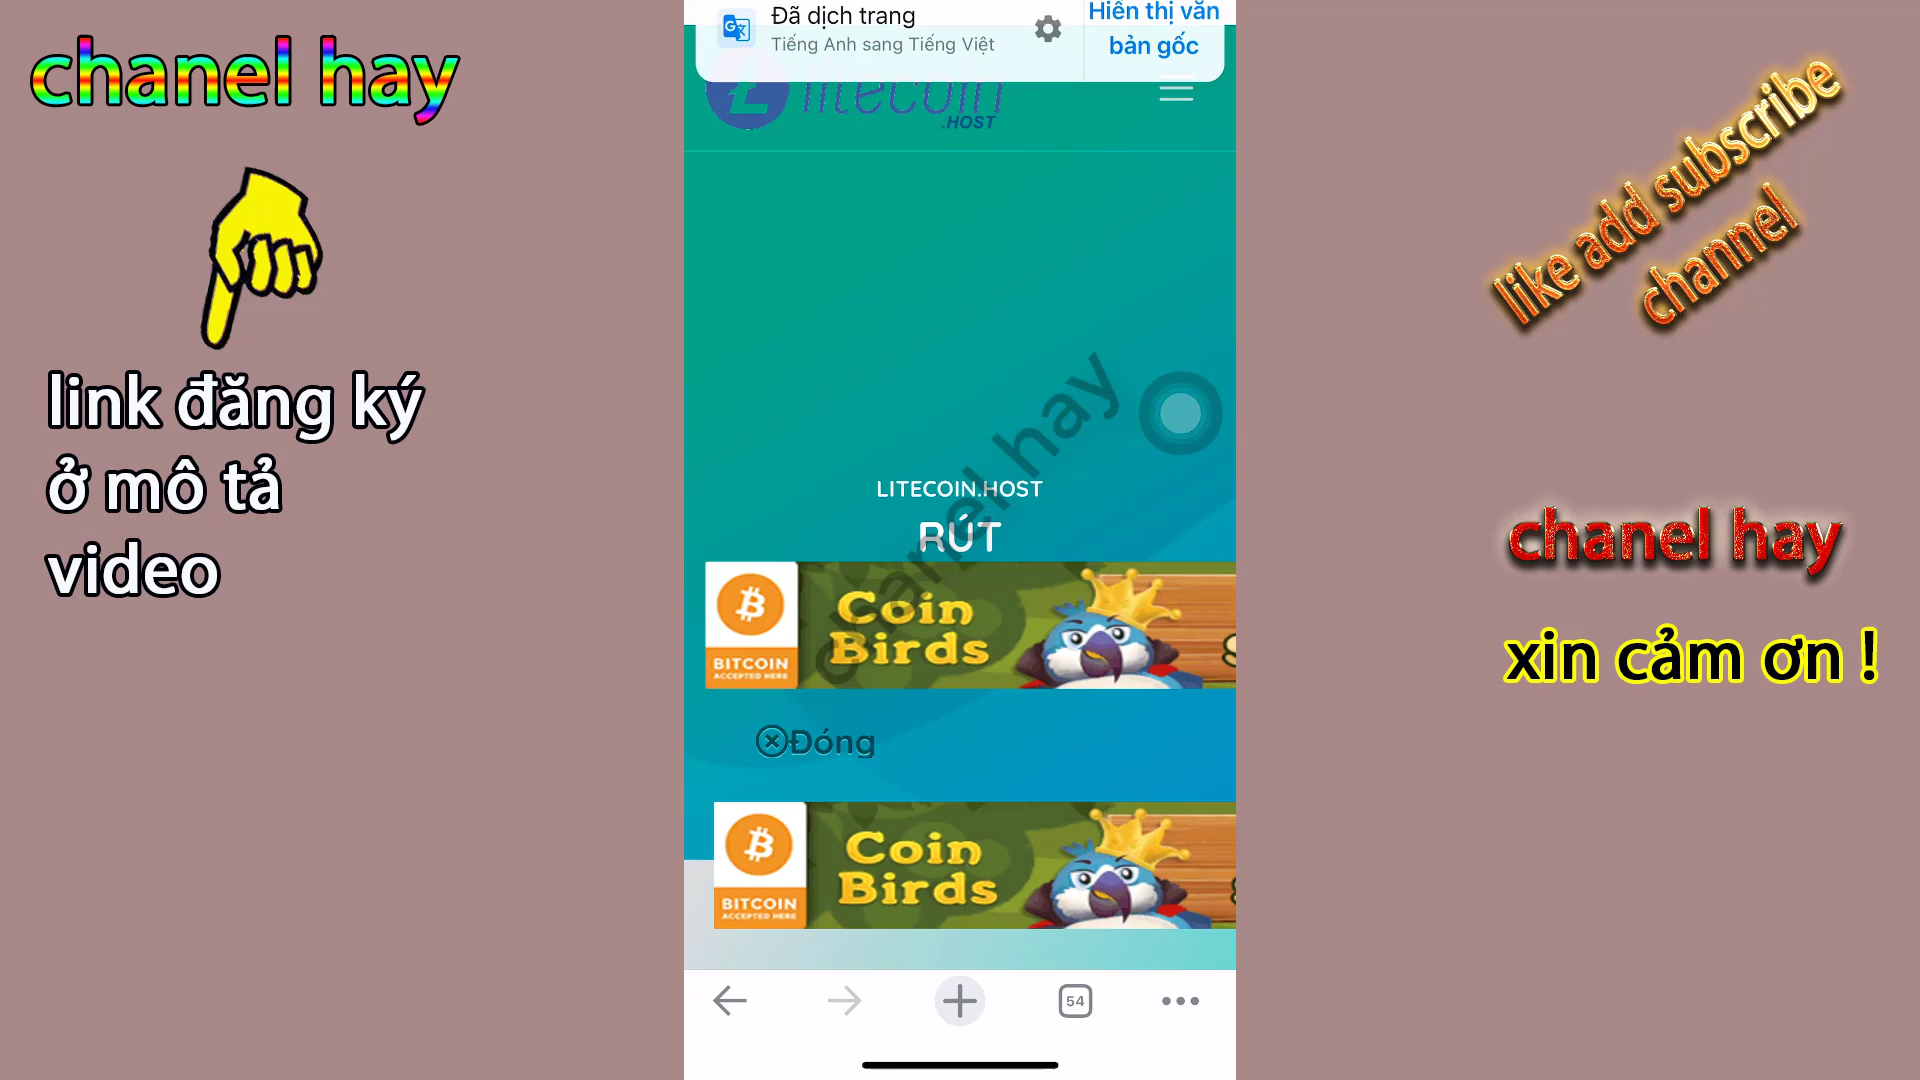 chanel hay
link đăng ký
ở mô tả
video
Đã dịch trang
Tiếng Anh sang Tiếng Việt
Hiển thị văn
bản gốc
litecoin
.HOST
chanel hay
LITECOIN.HOST
RÚT
BITCOIN
ACCEPTED HERE
Coin
Birds
Đóng
BITCOIN
ACCEPTED HERE
Coin
Birds
54
like add subscribe
channel
chanel hay
xin cảm ơn !